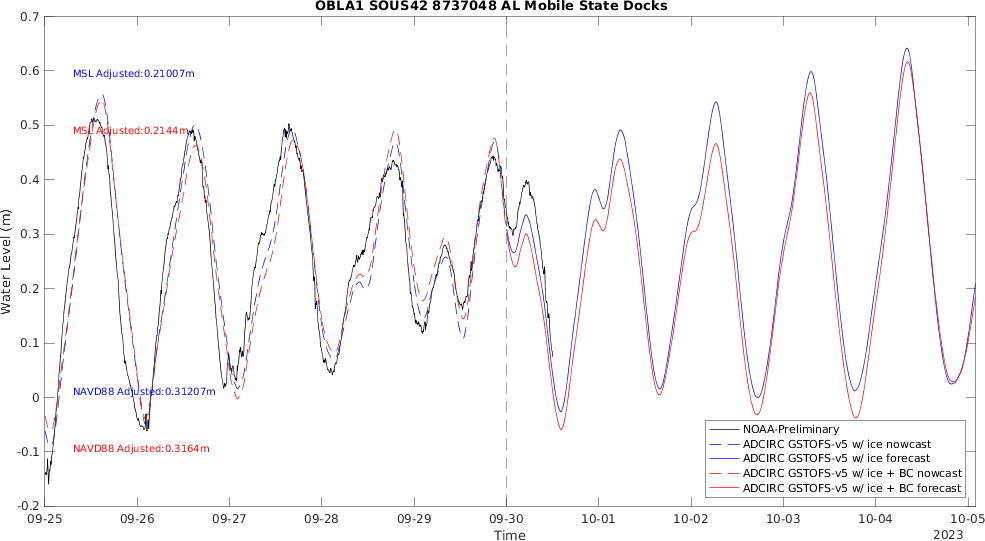 OBLA1 SOUS42 8737048 AL Mobile State Docks
0.7
0.6
0.5
0.4
0.3
0.2
0.1
0
-0.1
-0.2
Water Level (m)
MSL Adjusted:0.21007m
MSL Adjusted:0.2144m
NAVD88 Adjusted:0.31207m
NAVD88 Adjusted:0.3164m
NOAA-Preliminary
ADCIRC GSTOFS-v5 w/ ice nowcast
ADCIRC GSTOFS-v5 w/ ice forecast
ADCIRC GSTOFS-v5 w/ ice + BC nowcast
ADCIRC GSTOFS-v5 w/ ice + BC forecast
09-25 09-26 09-27 09-28 09-29 09-30 10-01 10-02 10-03 10-04 10-05
Time
2023